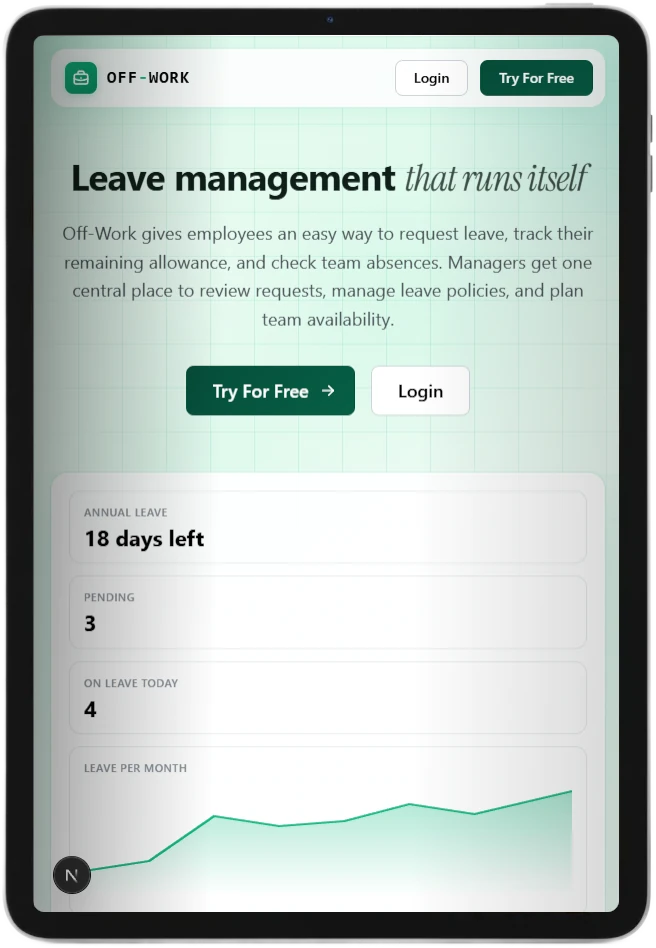 OFF-WORK
Login
Try For Free
Leave management that runs itself
Off-Work gives employees an easy way to request leave, track their
remaining allowance, and check team absences. Managers get one
central place to review requests, manage leave policies, and plan
team availability.
Try For Free →
Login
ANNUAL LEAVE
18 days left
PENDING
3
ON LEAVE TODAY
4
LEAVE PER MONTH
N